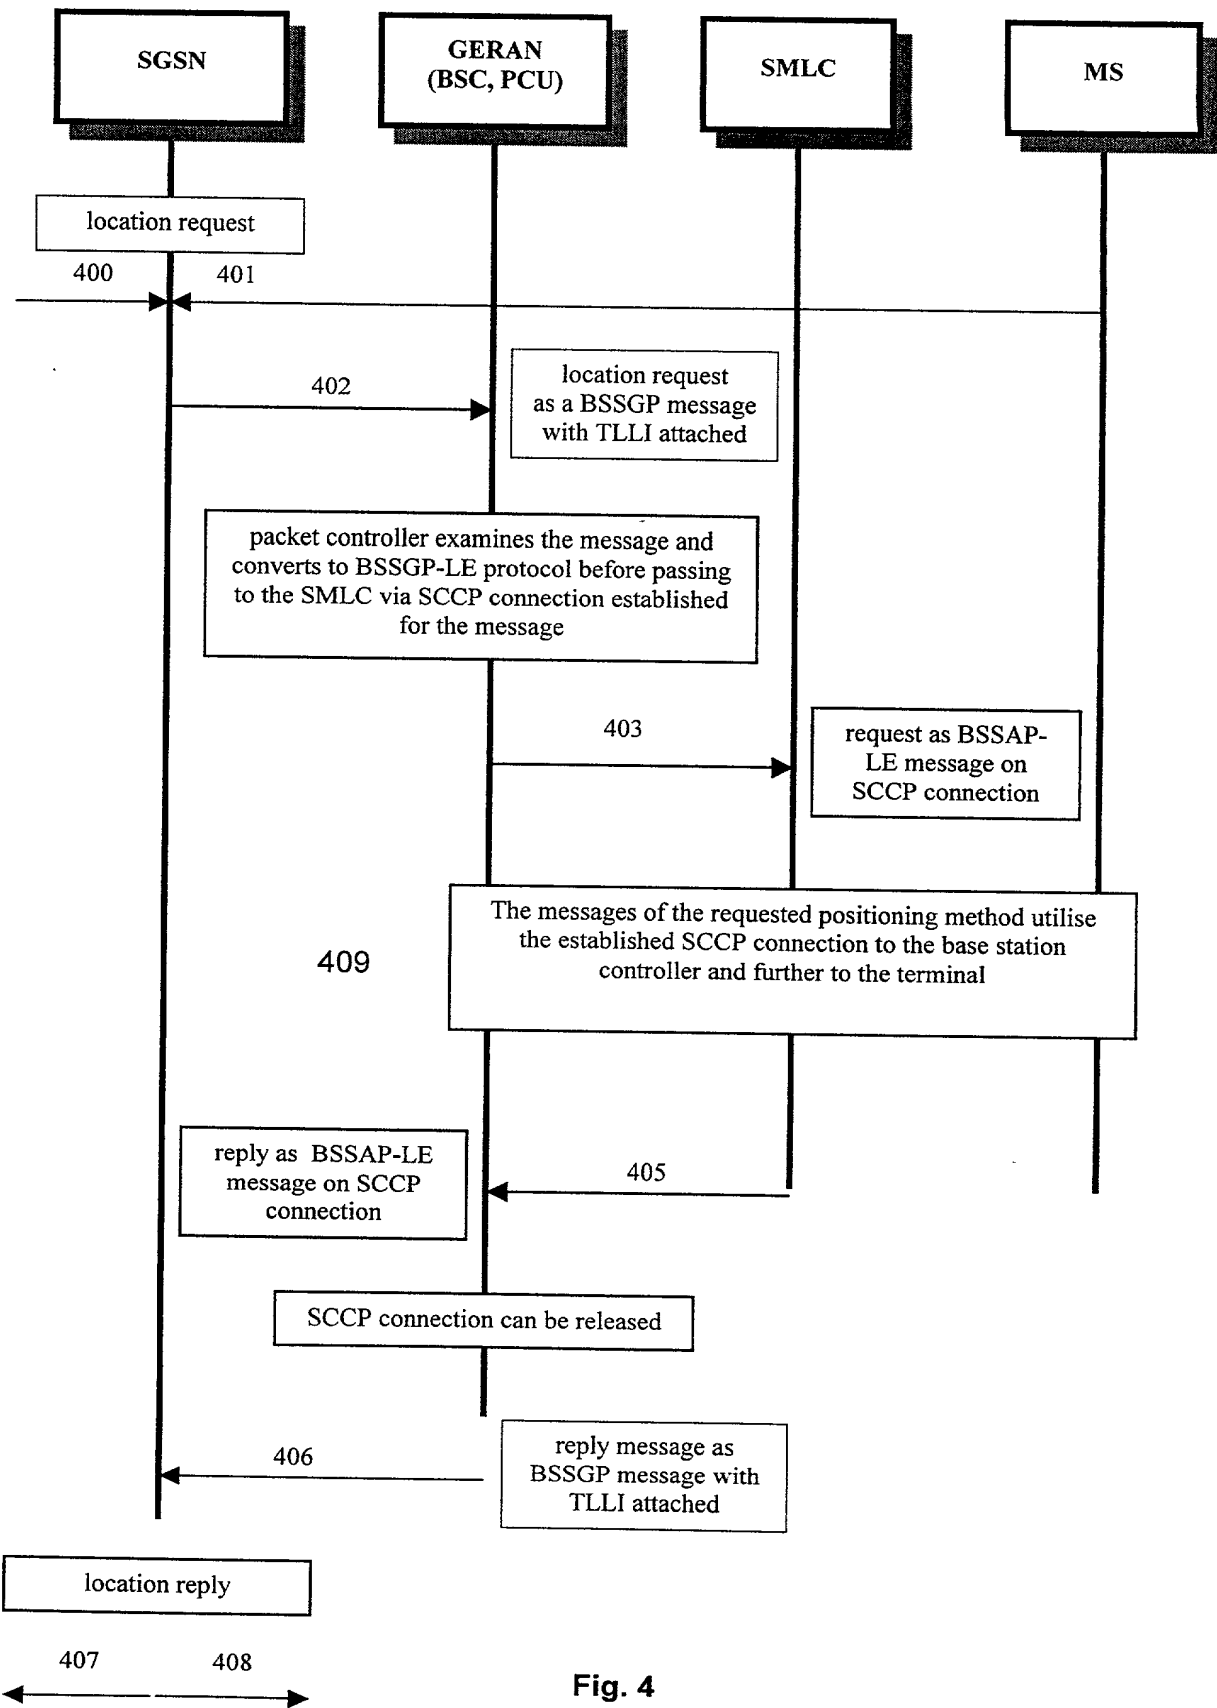 SGSN
GERAN
(BSC, PCU)
SMLC
MS
location request
400
401
402
location request
as a BSSGP message
with TLLI attached
packet controller examines the message and
converts to BSSGP-LE protocol before passing
to the SMLC via SCCP connection established
for the message
403
request as BSSAP-
LE message on
SCCP connection
The messages of the requested positioning method utilise
the established SCCP connection to the base station
controller and further to the terminal
409
reply as BSSAP-LE
message on SCCP
connection
405
SCCP connection can be released
406
reply message as
BSSGP message with
TLLI attached
location reply
407
408
Fig. 4